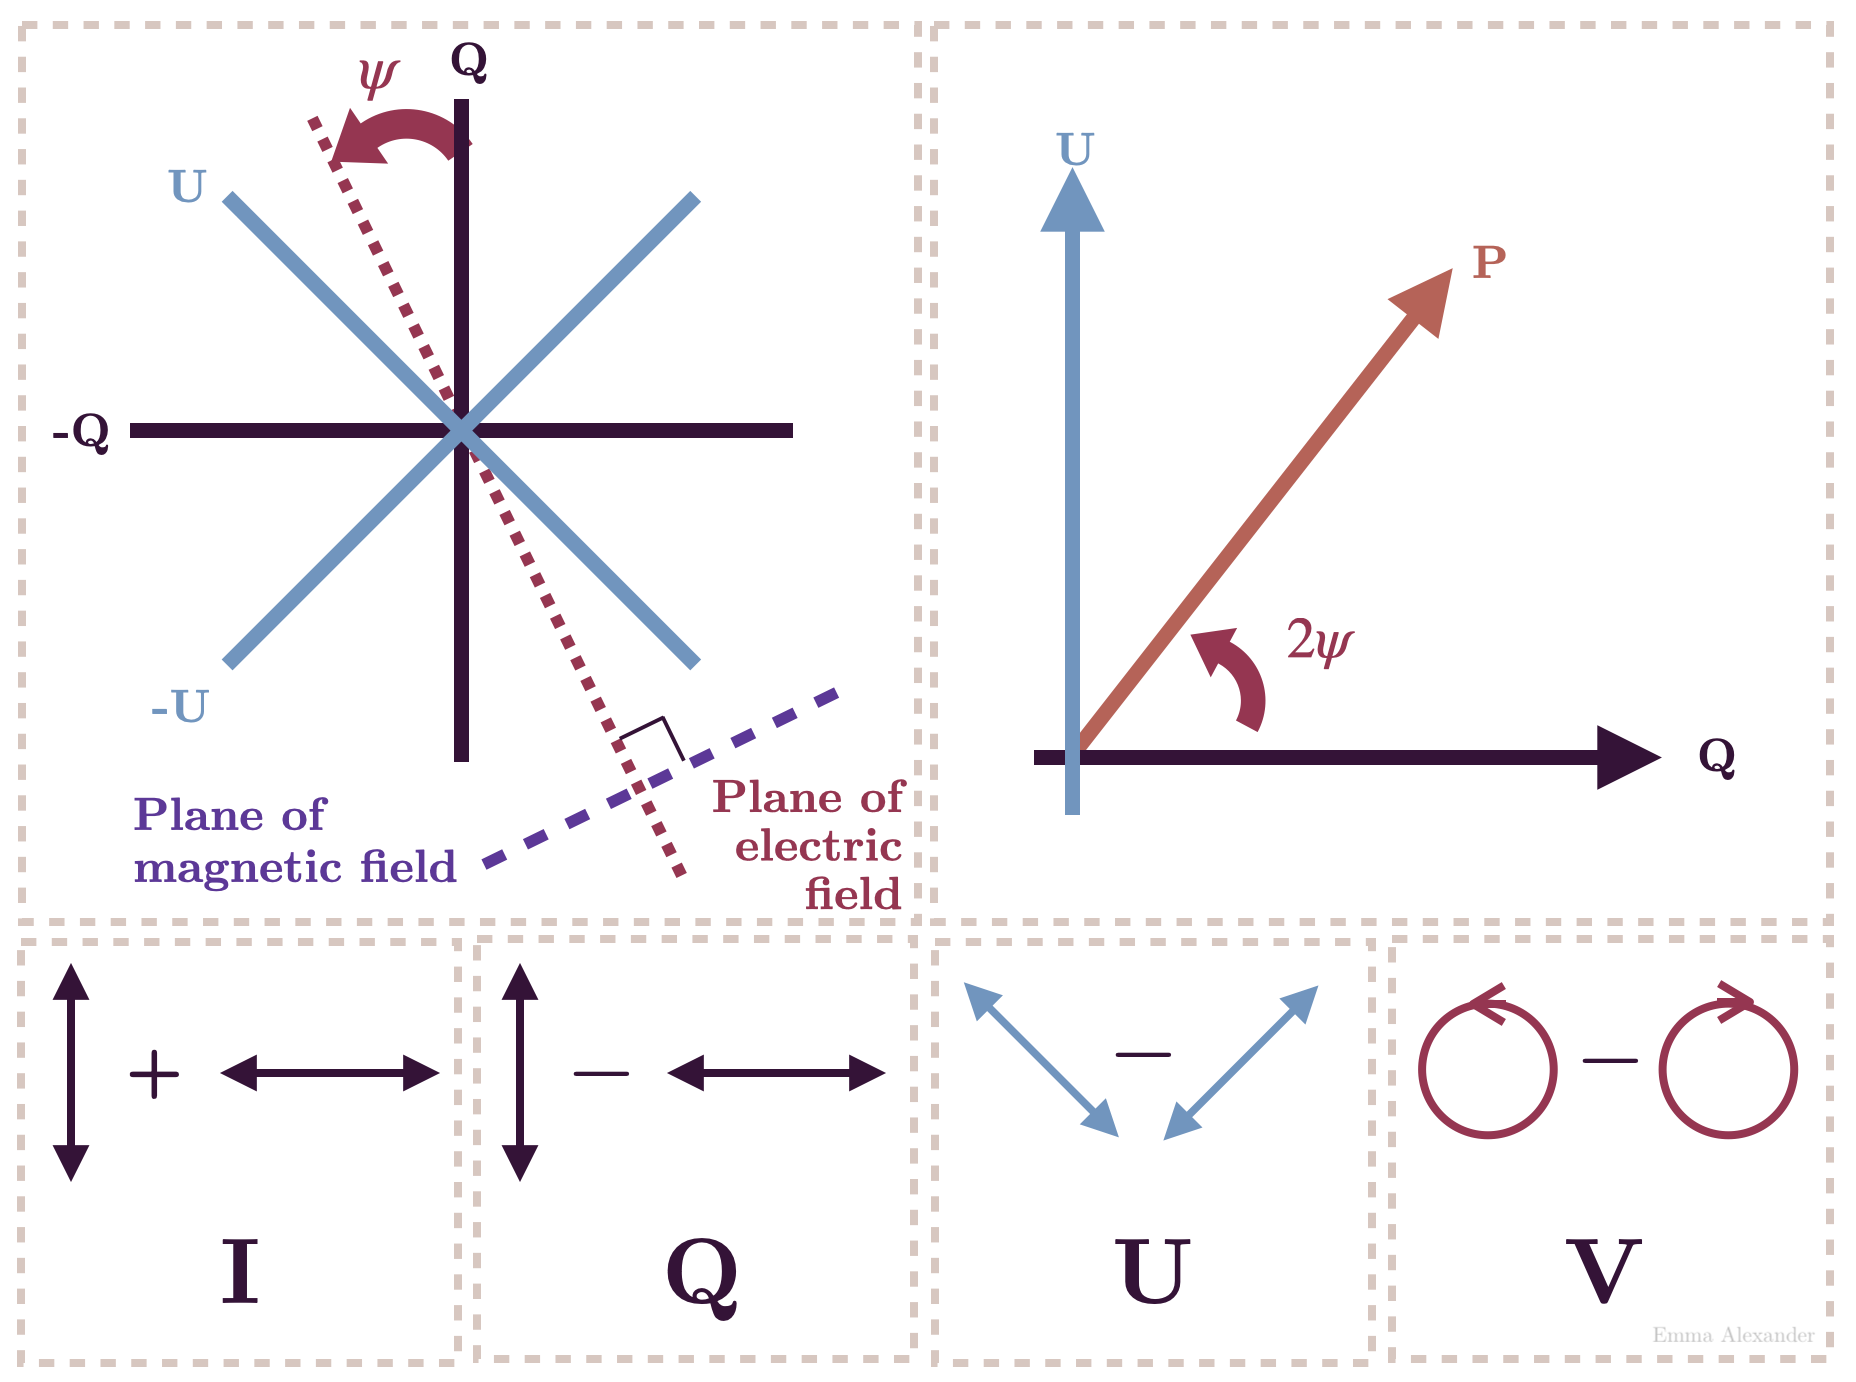 ψ
Q
U
-Q
-U
Plane of
magnetic field
Plane of
electric
field
U
P
2ψ
Q
+
I
—
Q
—
U
—
V
Emma Alexander